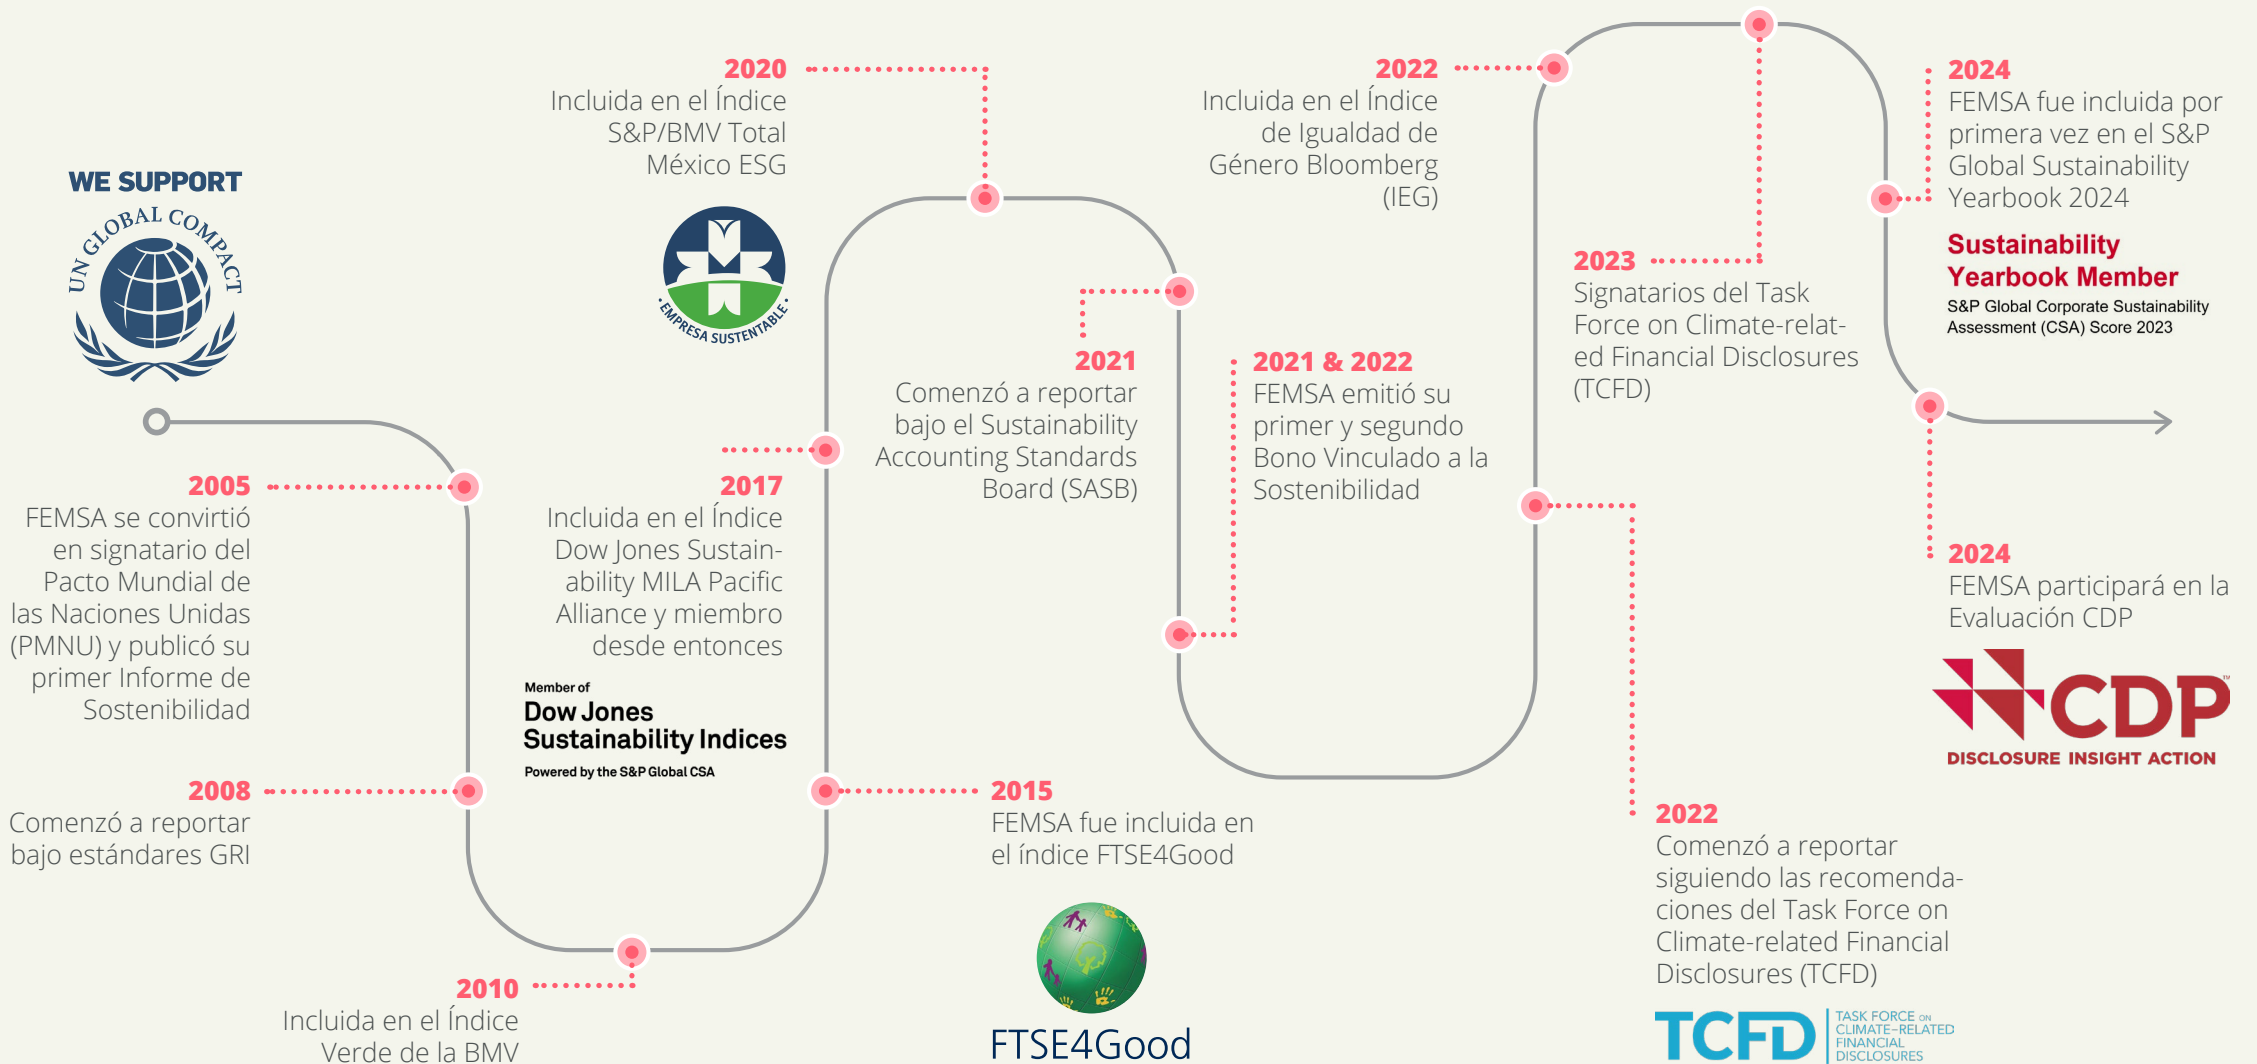 WE SUPPORT
UN GLOBAL COMPACT
2005
FEMSA se convirtió
en signatario del
Pacto Mundial de
las Naciones Unidas
(PMNU) y publicó su
primer Informe de
Sostenibilidad
2008
Comenzó a reportar
bajo estándares GRI
2010
Incluida en el Índice
Verde de la BMV
2015
FEMSA fue incluida en
el índice FTSE4Good
FTSE4Good
2017
Incluida en el Índice
Dow Jones Sustain-
ability MILA Pacific
Alliance y miembro
desde entonces
Member of
Dow Jones
Sustainability Indices
Powered by the S&P Global CSA
2020
Incluida en el Índice
S&P/BMV Total
México ESG
• EMPRESA SUSTENTABLE •
2021
Comenzó a reportar
bajo el Sustainability
Accounting Standards
Board (SASB)
2021 & 2022
FEMSA emitió su
primer y segundo
Bono Vinculado a la
Sostenibilidad
2022
Comenzó a reportar
siguiendo las recomenda-
ciones del Task Force on
Climate-related Financial
Disclosures (TCFD)
TCFD
TASK FORCE ON
CLIMATE-RELATED
FINANCIAL
DISCLOSURES
2022
Incluida en el Índice
de Igualdad de
Género Bloomberg
(IEG)
2023
Signatarios del Task
Force on Climate-relat-
ed Financial Disclosures
(TCFD)
2024
FEMSA fue incluida por
primera vez en el S&P
Global Sustainability
Yearbook 2024
Sustainability
Yearbook Member
S&P Global Corporate Sustainability
Assessment (CSA) Score 2023
2024
FEMSA participará en la
Evaluación CDP
CDP™
DISCLOSURE INSIGHT ACTION